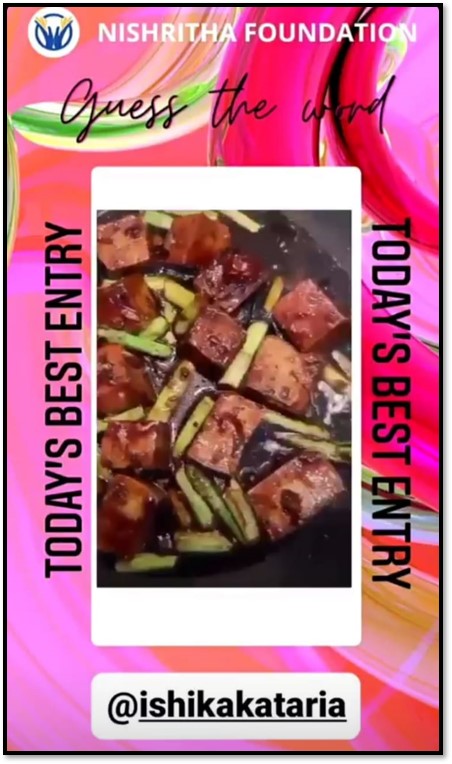 NISHRITHA FOUNDATION
Guess the word
TODAY'S BEST ENTRY
TODAY'S BEST ENTRY
@ishikakataria